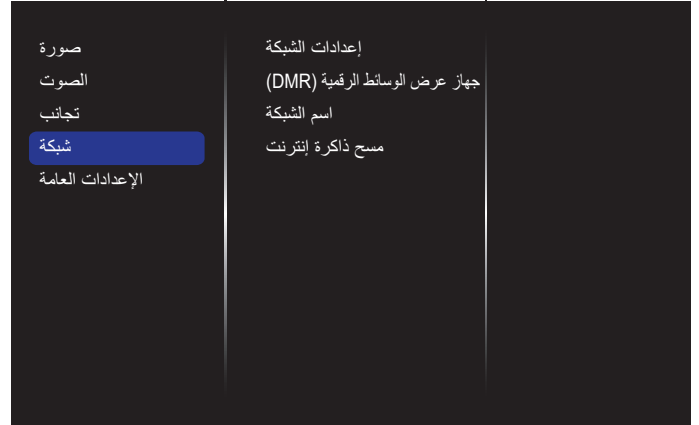 صورة
الصوت
تجانب
شبكة
الإعدادات العامة
إعدادات الشبكة
جهاز عرض الوسائط الرقمية (DMR)
اسم الشبكة
مسح ذاكرة إنترنت